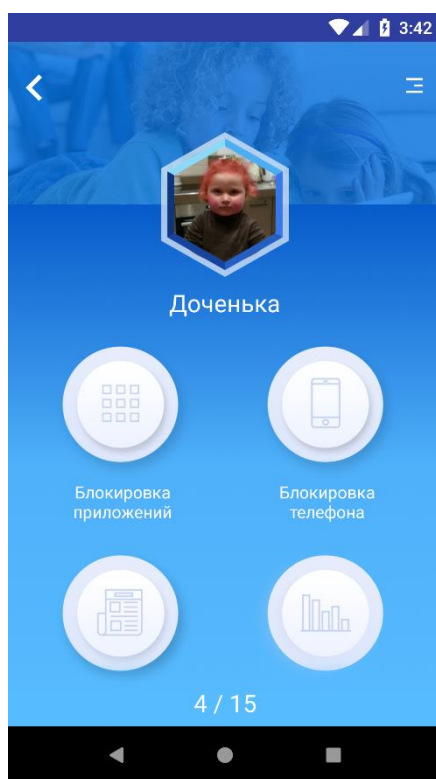 3:42
Доченька
Блокировка
приложений
Блокировка
телефона
4 / 15